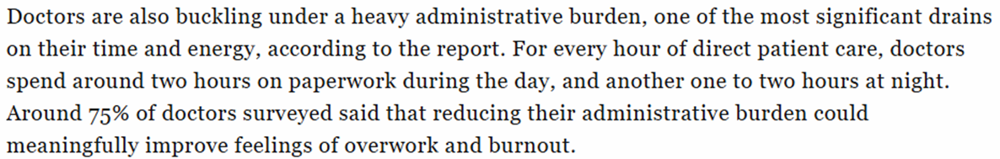 Doctors are also buckling under a heavy administrative burden, one of the most significant drains
on their time and energy, according to the report. For every hour of direct patient care, doctors
spend around two hours on paperwork during the day, and another one to two hours at night.
Around 75% of doctors surveyed said that reducing their administrative burden could
meaningfully improve feelings of overwork and burnout.